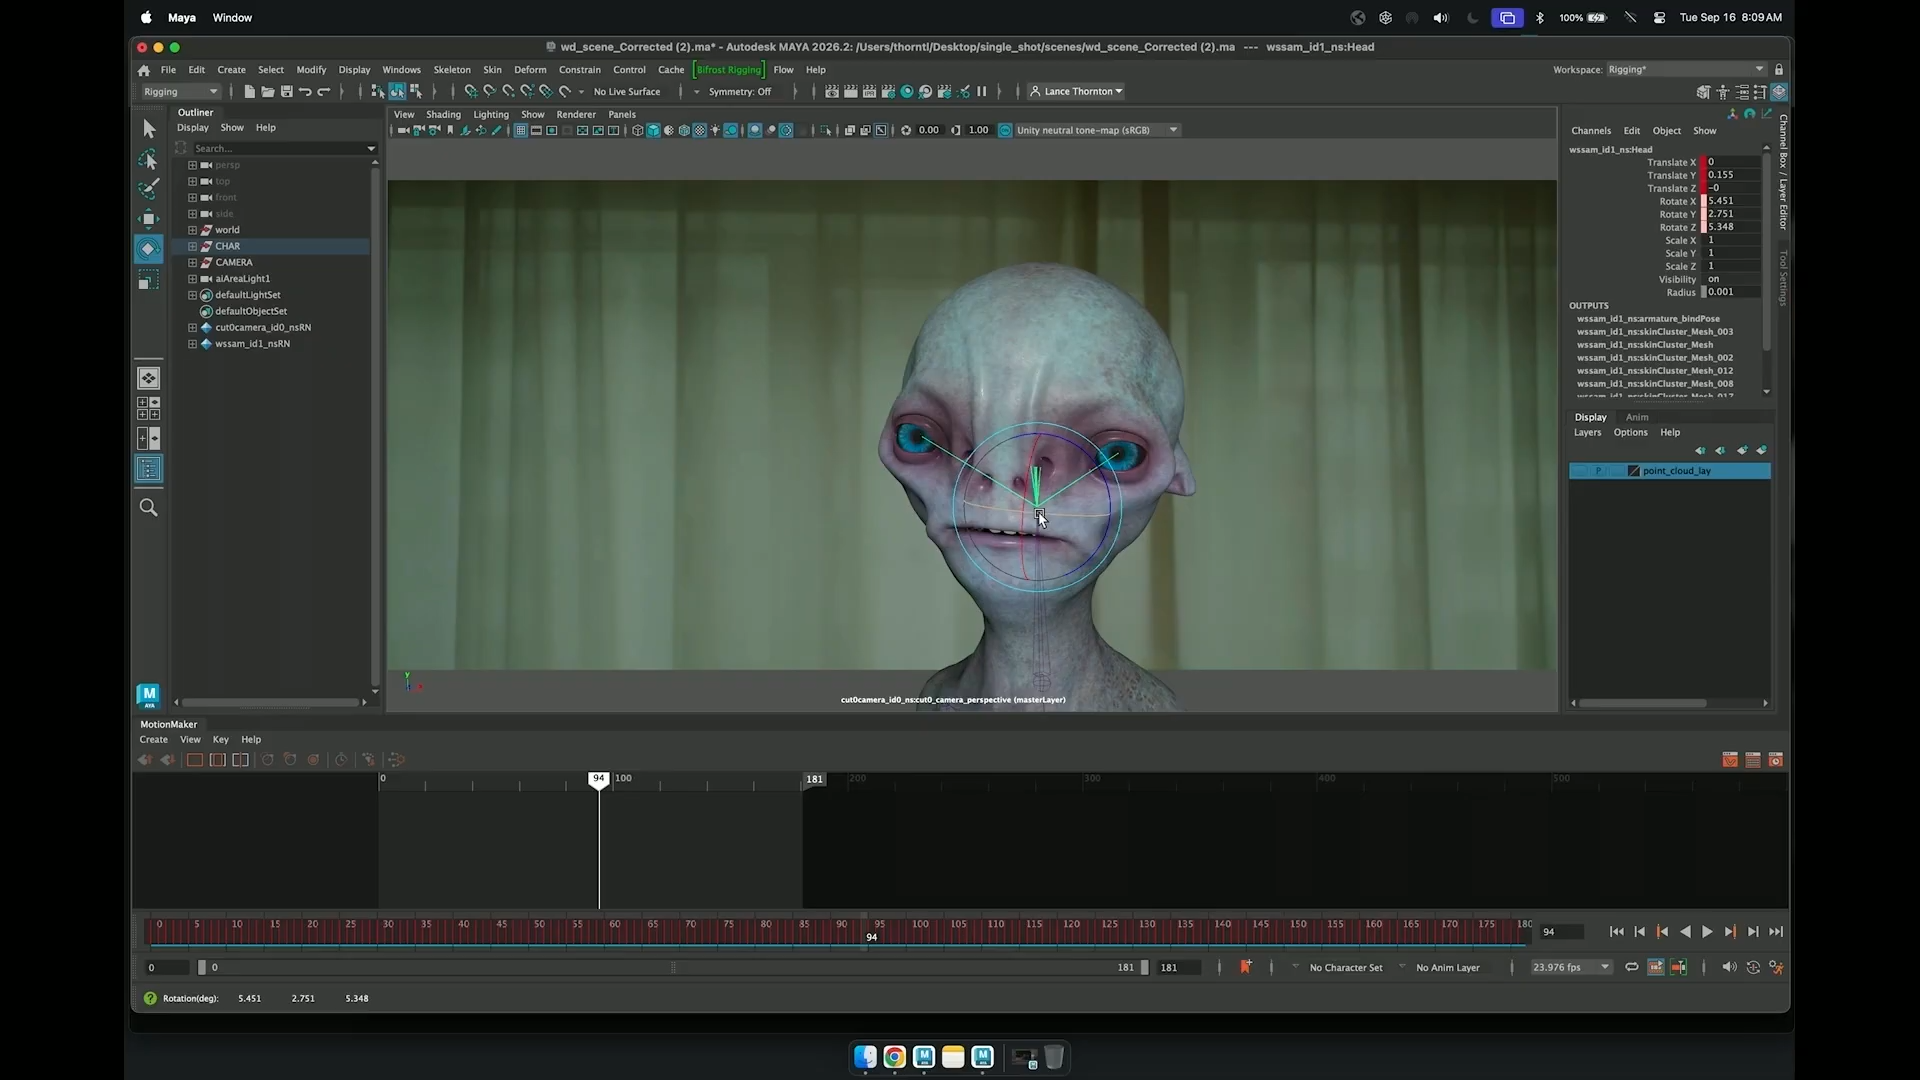 Maya Window 100% Tue Sep 16 8:09 AM
wd_scene_Corrected (2).ma* - Autodesk MAYA 2026.2: /Users/thorntl/Desktop/single_shot/scenes/wd_scene_Corrected (2).ma --- wssam_id1_ns:Head
File Edit Create Select Modify Display Windows Skeleton Skin Deform Constrain Control Cache Bifrost Rigging Flow Help Workspace: Rigging*
Rigging No Live Surface Symmetry: Off Lance Thornton
Outliner
Display Show Help
Search...
persp
top
front
side
world
CHAR
CAMERA
aiAreaLight1
defaultLightSet
defaultObjectSet
cut0camera_id0_nsRN
wssam_id1_nsRN
View Shading Lighting Show Renderer Panels
0.00 1.00 Unity neutral tone-map (sRGB)
cut0camera_id0_ns:cut0_camera_perspective (masterLayer)
Channels Edit Object Show
wssam_id1_ns:Head
Translate X 0
Translate Y 0.155
Translate Z -0
Rotate X 5.451
Rotate Y 2.751
Rotate Z 5.348
Scale X 1
Scale Y 1
Scale Z 1
Visibility on
Radius 0.001
OUTPUTS
wssam_id1_ns:armature_bindPose
wssam_id1_ns:skinCluster_Mesh_003
wssam_id1_ns:skinCluster_Mesh
wssam_id1_ns:skinCluster_Mesh_002
wssam_id1_ns:skinCluster_Mesh_012
wssam_id1_ns:skinCluster_Mesh_008
Display Anim
Layers Options Help
P point_cloud_lay
Channel Box / Layer Editor
Tool Settings
M
AYA
MotionMaker
Create View Key Help
0 94 100 181 200 300 400 500
0 5 10 15 20 25 30 35 40 45 50 55 60 65 70 75 80 85 90 95 100 105 110 115 120 125 130 135 140 145 150 155 160 165 170 175 180
94 94
0 0 181 181 No Character Set No Anim Layer 23.976 fps
Rotation(deg): 5.451 2.751 5.348